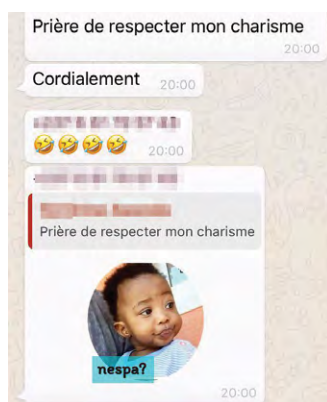 Prière de respecter mon charisme
20:00
Cordialement 20:00
🤣🤣🤣🤣 20:00
Prière de respecter mon charisme
nespa?
20:00